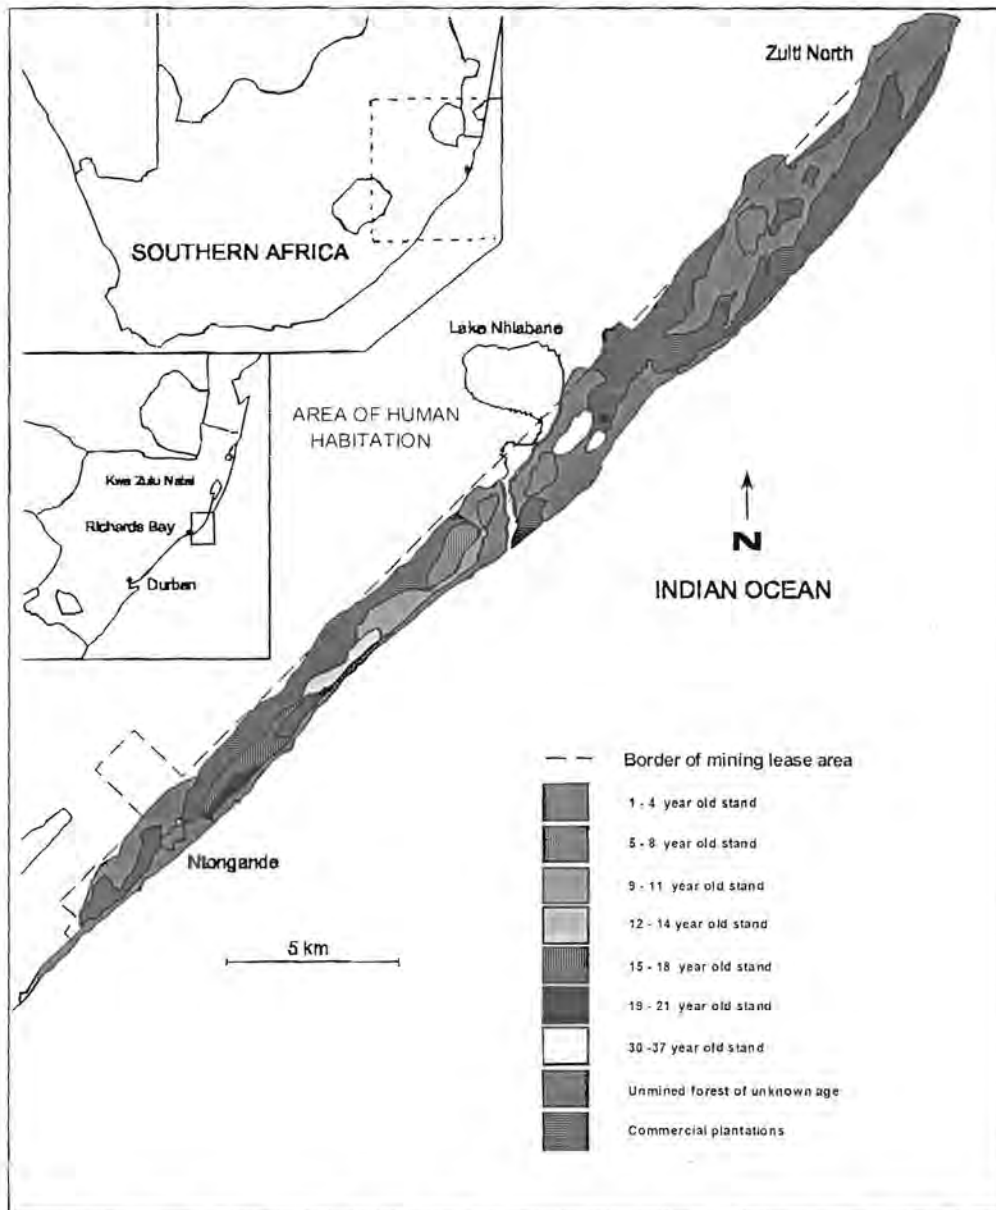 Zulti North
SOUTHERN AFRICA
Lake Nhlabane
AREA OF HUMAN
HABITATION
Kwa Zulu Natal
Richards Bay
Durban
N
INDIAN OCEAN
Ntongande
5 km
Border of mining lease area
1 - 4 year old stand
5 - 8 year old stand
9 - 11 year old stand
12 - 14 year old stand
15 - 18 year old stand
19 - 21 year old stand
30 -37 year old stand
Unmined forest of unknown age
Commercial plantations